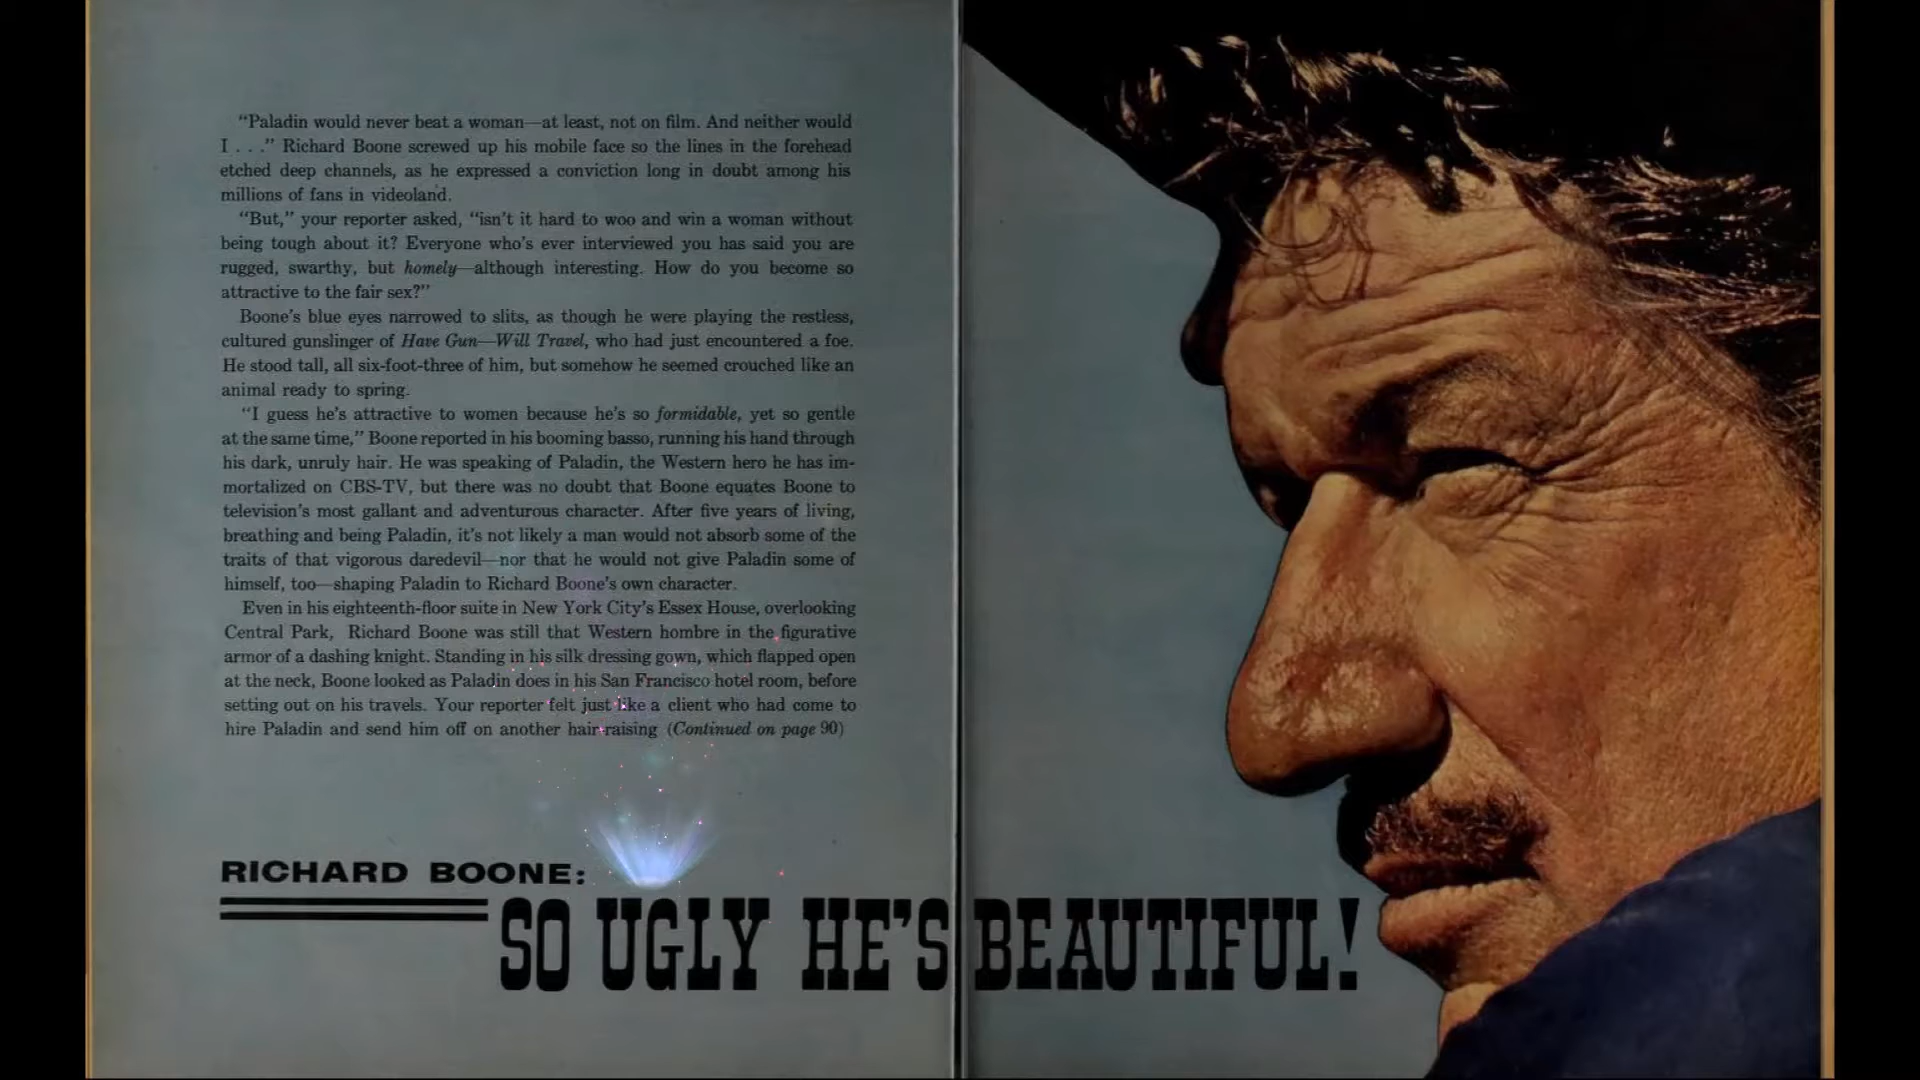 “Paladin would never beat a woman—at least, not on film. And neither would
I . . .” Richard Boone screwed up his mobile face so the lines in the forehead
etched deep channels, as he expressed a conviction long in doubt among his
millions of fans in videoland.
“But,” your reporter asked, “isn’t it hard to woo and win a woman without
being tough about it? Everyone who’s ever interviewed you has said you are
rugged, swarthy, but homely—although interesting. How do you become so
attractive to the fair sex?”
Boone’s blue eyes narrowed to slits, as though he were playing the restless,
cultured gunslinger of Have Gun—Will Travel, who had just encountered a foe.
He stood tall, all six-foot-three of him, but somehow he seemed crouched like an
animal ready to spring.
“I guess he’s attractive to women because he’s so formidable, yet so gentle
at the same time,” Boone reported in his booming basso, running his hand through
his dark, unruly hair. He was speaking of Paladin, the Western hero he has im-
mortalized on CBS-TV, but there was no doubt that Boone equates Boone to
television’s most gallant and adventurous character. After five years of living,
breathing and being Paladin, it’s not likely a man would not absorb some of the
traits of that vigorous daredevil—nor that he would not give Paladin some of
himself, too—shaping Paladin to Richard Boone’s own character.
Even in his eighteenth-floor suite in New York City’s Essex House, overlooking
Central Park, Richard Boone was still that Western hombre in the figurative
armor of a dashing knight. Standing in his silk dressing gown, which flapped open
at the neck, Boone looked as Paladin does in his San Francisco hotel room, before
setting out on his travels. Your reporter felt just like a client who had come to
hire Paladin and send him off on another hair-raising (Continued on page 90)
RICHARD BOONE:
SO UGLY HE’S BEAUTIFUL!